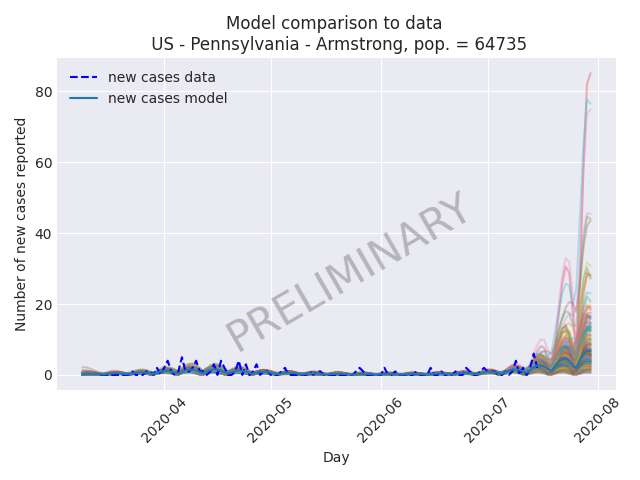 Model comparison to data
US - Pennsylvania - Armstrong, pop. = 64735
new cases data
new cases model
80
60
40
20
0
Number of new cases reported
PRELIMINARY
2020-04
2020-05
2020-06
2020-07
2020-08
Day